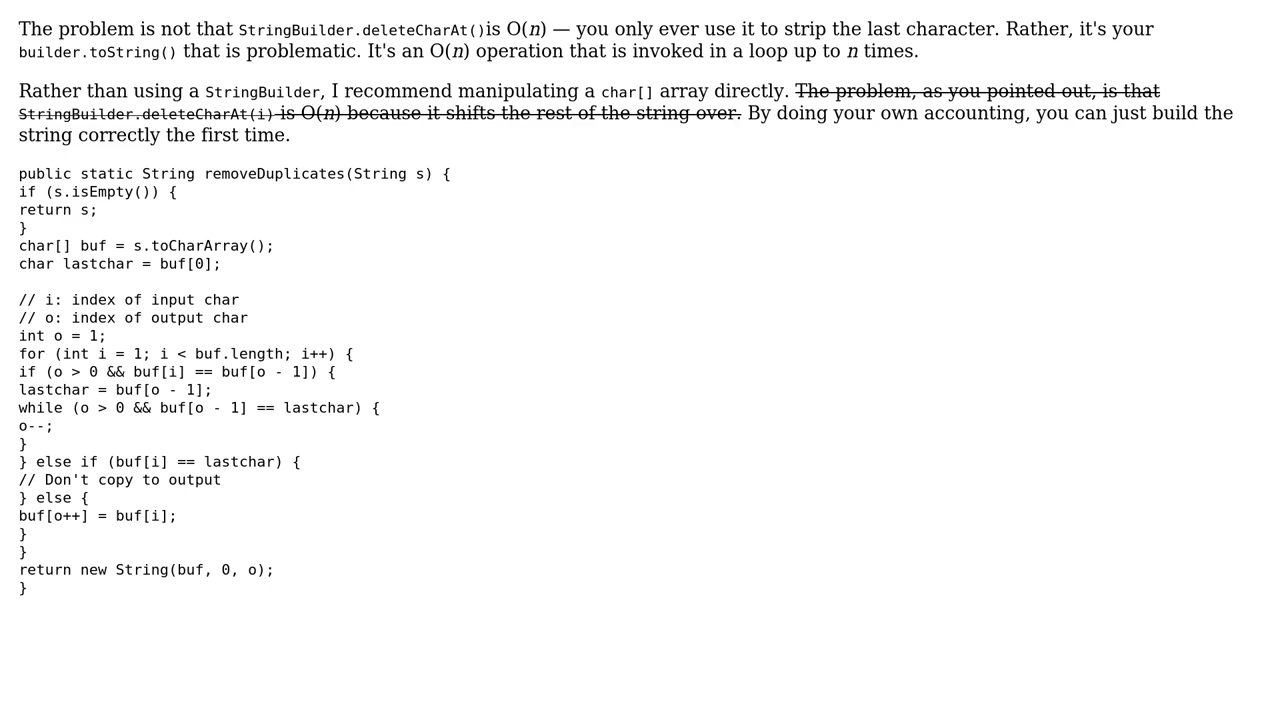 The problem is not that StringBuilder.deleteCharAt()is O(n) — you only ever use it to strip the last character. Rather, it's your
builder.toString() that is problematic. It's an O(n) operation that is invoked in a loop up to n times.
Rather than using a StringBuilder, I recommend manipulating a char[] array directly. The problem, as you pointed out, is that
StringBuilder.deleteCharAt(i) is O(n) because it shifts the rest of the string over. By doing your own accounting, you can just build the
string correctly the first time.
public static String removeDuplicates(String s) {
if (s.isEmpty()) {
return s;
}
char[] buf = s.toCharArray();
char lastchar = buf[0];
// i: index of input char
// o: index of output char
int o = 1;
for (int i = 1; i < buf.length; i++) {
if (o > 0 && buf[i] == buf[o - 1]) {
lastchar = buf[o - 1];
while (o > 0 && buf[o - 1] == lastchar) {
o--;
}
} else if (buf[i] == lastchar) {
// Don't copy to output
} else {
buf[o++] = buf[i];
}
}
return new String(buf, 0, o);
}